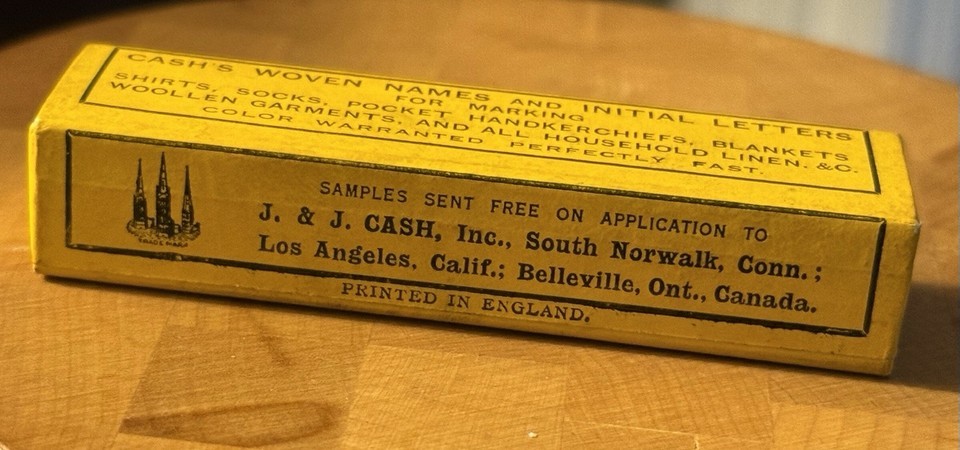 CASH'S WOVEN NAMES AND INITIAL LETTERS
FOR MARKING
SHIRTS, SOCKS, POCKET HANDKERCHIEFS, BLANKETS
WOOLLEN GARMENTS, AND ALL HOUSEHOLD LINEN. &C.
COLOR WARRANTED PERFECTLY FAST.
TRADE MARK
SAMPLES SENT FREE ON APPLICATION TO
J. & J. CASH, Inc., South Norwalk, Conn.;
Los Angeles, Calif.; Belleville, Ont., Canada.
PRINTED IN ENGLAND.